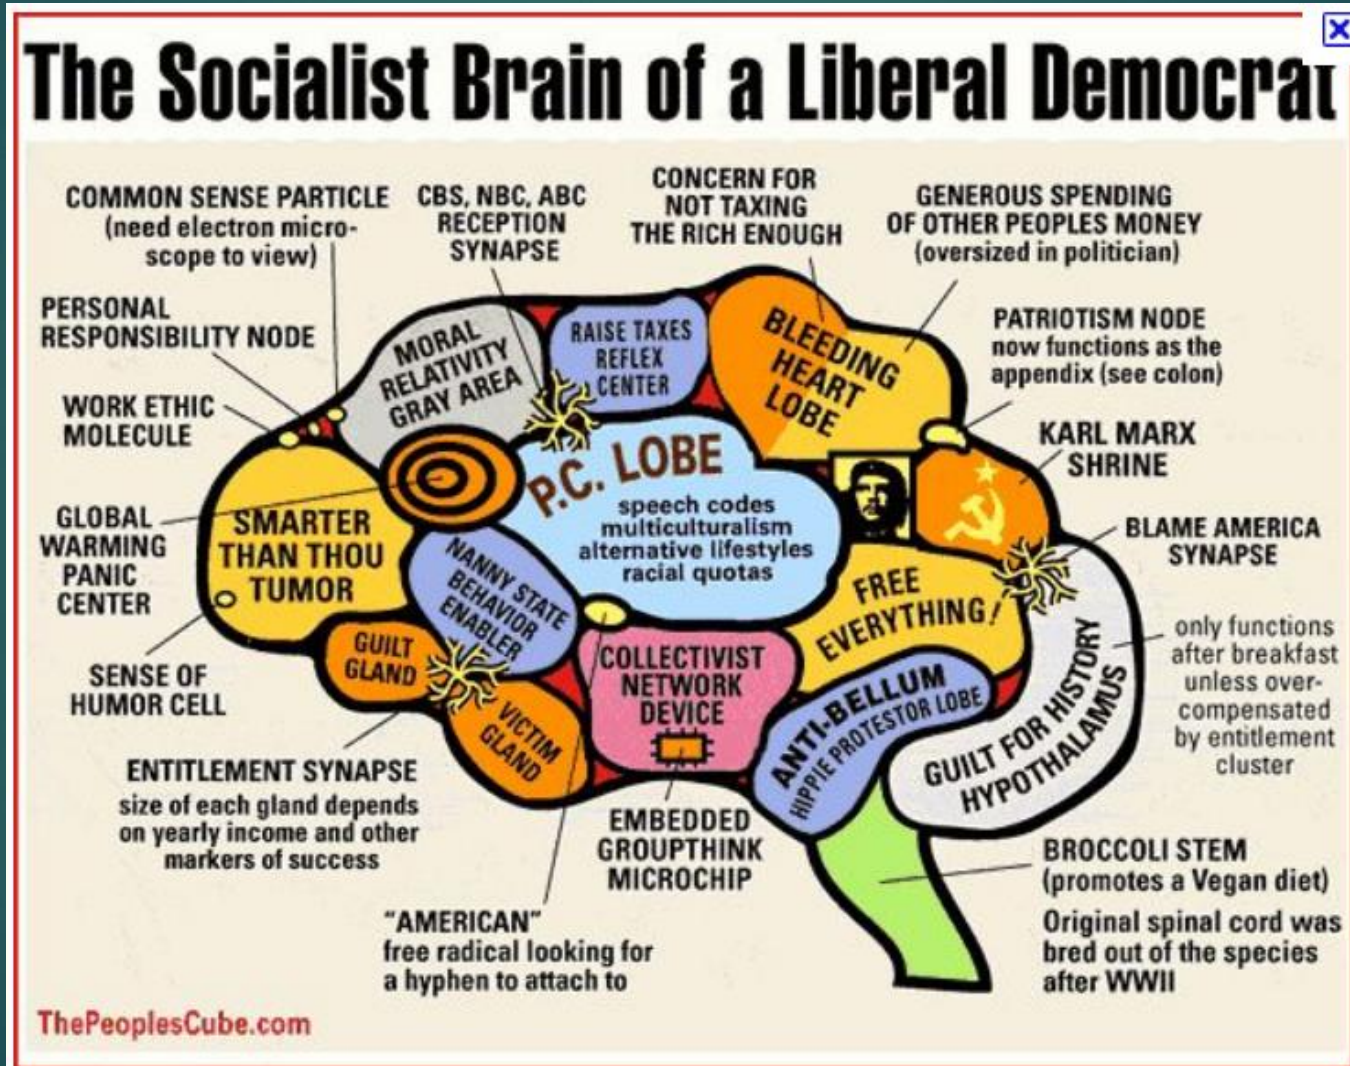 The Socialist Brain of a Liberal Democrat
COMMON SENSE PARTICLE
(need electron micro-
scope to view)
CBS, NBC, ABC
RECEPTION
SYNAPSE
CONCERN FOR
NOT TAXING
THE RICH ENOUGH
GENEROUS SPENDING
OF OTHER PEOPLES MONEY
(oversized in politician)
PERSONAL
RESPONSIBILITY NODE
PATRIOTISM NODE
now functions as the
appendix (see colon)
WORK ETHIC
MOLECULE
MORAL
RELATIVITY
GRAY AREA
RAISE TAXES
REFLEX
CENTER
BLEEDING
HEART
LOBE
KARL MARX
SHRINE
P.C. LOBE
speech codes
multiculturalism
alternative lifestyles
racial quotas
GLOBAL
WARMING
PANIC
CENTER
SMARTER
THAN THOU
TUMOR
NANNY STATE
BEHAVIOR
ENABLER
FREE
EVERYTHING!
BLAME AMERICA
SYNAPSE
only functions
after breakfast
unless over-
compensated
by entitlement
cluster
SENSE OF
HUMOR CELL
GUILT
GLAND
VICTIM
GLAND
COLLECTIVIST
NETWORK
DEVICE
ANTI-BELLUM
HIPPIE PROTESTOR LOBE
GUILT FOR HISTORY
HYPOTHALAMUS
ENTITLEMENT SYNAPSE
size of each gland depends
on yearly income and other
markers of success
EMBEDDED
GROUPTHINK
MICROCHIP
BROCCOLI STEM
(promotes a Vegan diet)
Original spinal cord was
bred out of the species
after WWII
"AMERICAN"
free radical looking for
a hyphen to attach to
ThePeoplesCube.com